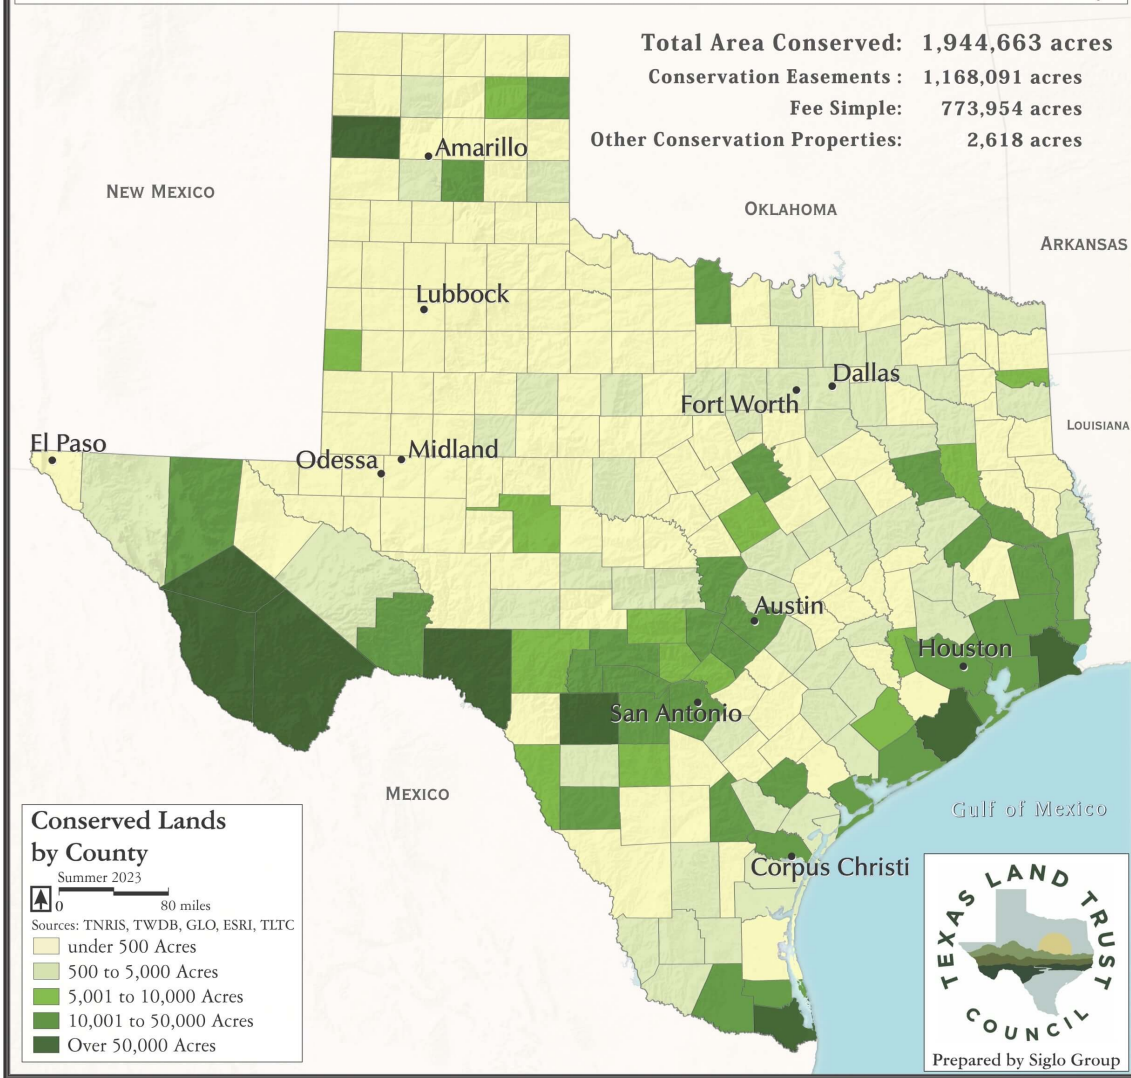 Total Area Conserved: 1,944,663 acres
Conservation Easements : 1,168,091 acres
Fee Simple: 773,954 acres
Other Conservation Properties: 2,618 acres
Amarillo
NEW MEXICO
OKLAHOMA
ARKANSAS
Lubbock
Dallas
Fort Worth
LOUISIANA
El Paso
Midland
Odessa
Austin
Houston
San Antonio
MEXICO
Gulf of Mexico
Corpus Christi
Conserved Lands
by County
Summer 2023
0 80 miles
Sources: TNRIS, TWDB, GLO, ESRI, TLTC
under 500 Acres
500 to 5,000 Acres
5,001 to 10,000 Acres
10,001 to 50,000 Acres
Over 50,000 Acres
TEXAS LAND TRUST
COUNCIL
Prepared by Siglo Group